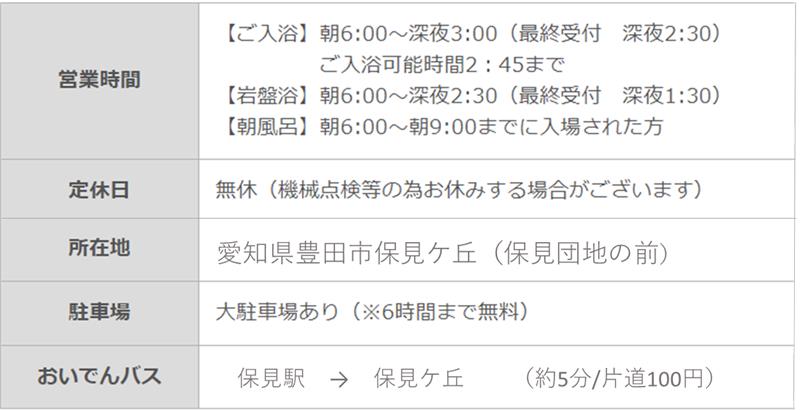 営業時間
【ご入浴】朝6:00～深夜3:00（最終受付　深夜2:30）
ご入浴可能時間2：45まで
【岩盤浴】朝6:00～深夜2:30（最終受付　深夜1:30）
【朝風呂】朝6:00～朝9:00までに入場された方
定休日
無休（機械点検等の為お休みする場合がございます）
所在地
愛知県豊田市保見ケ丘（保見団地の前）
駐車場
大駐車場あり（※6時間まで無料）
おいでんバス
保見駅　→　保見ケ丘　　（約5分/片道100円）